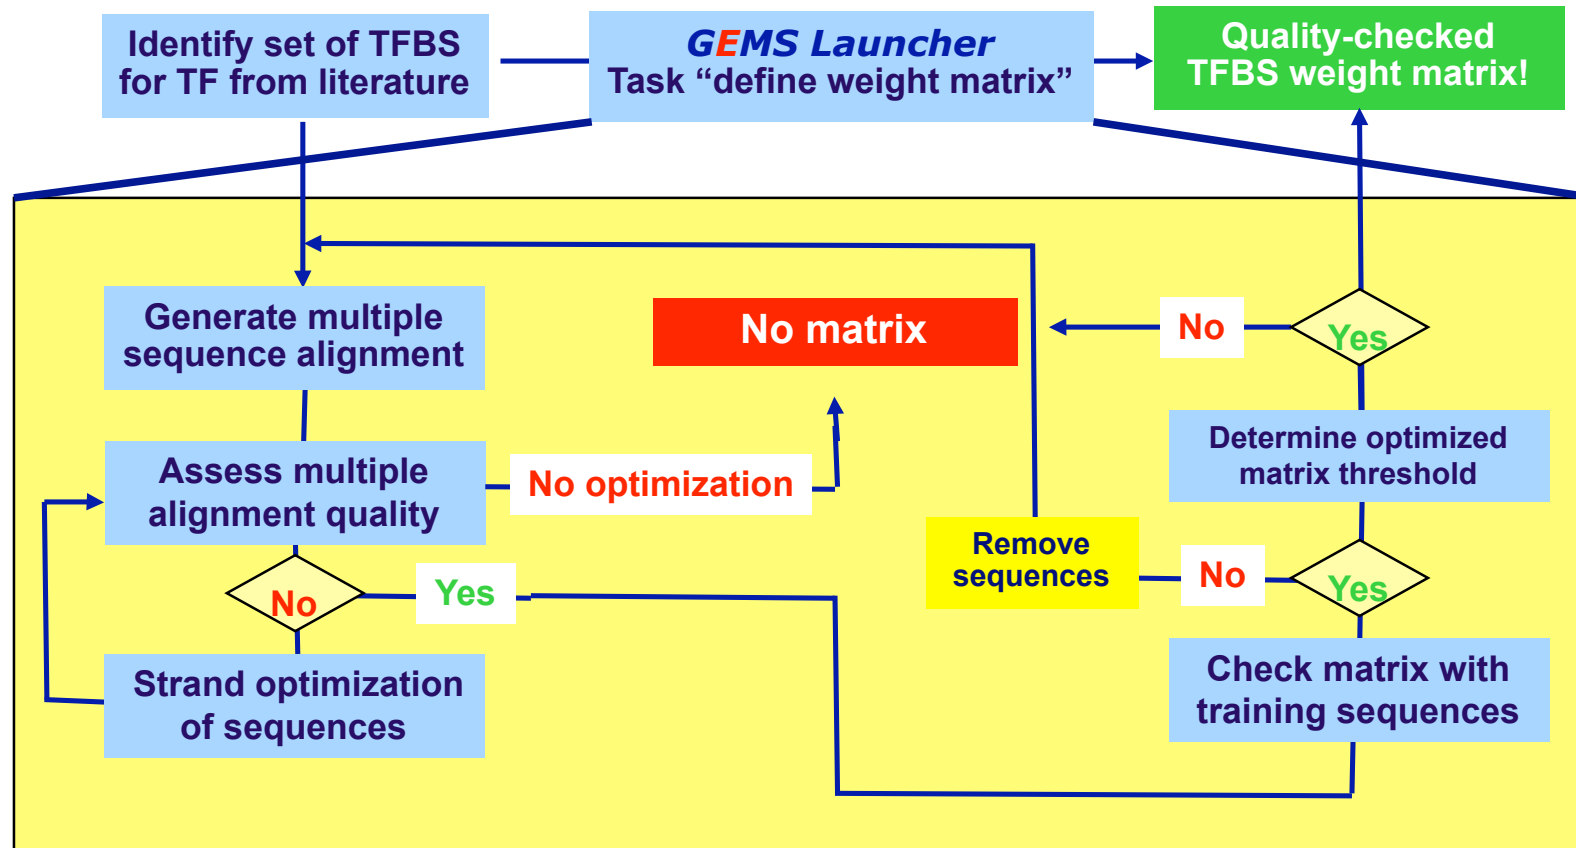 Identify set of TFBS
for TF from literature
GEMS Launcher
Task “define weight matrix”
Quality-checked
TFBS weight matrix!
Generate multiple
sequence alignment
No matrix
No
Yes
Assess multiple
alignment quality
No optimization
Determine optimized
matrix threshold
Remove
sequences
No
Yes
No
Yes
Strand optimization
of sequences
Check matrix with
training sequences